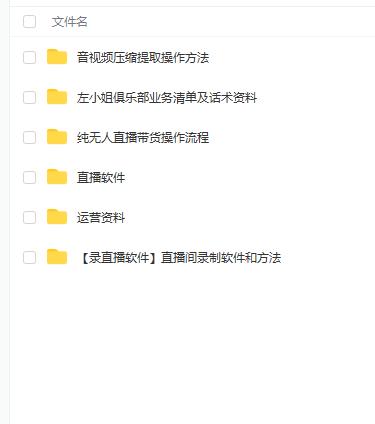 文件名
音视频压缩提取操作方法
左小姐俱乐部业务清单及话术资料
纯无人直播带货操作流程
直播软件
运营资料
【录直播软件】直播间录制软件和方法